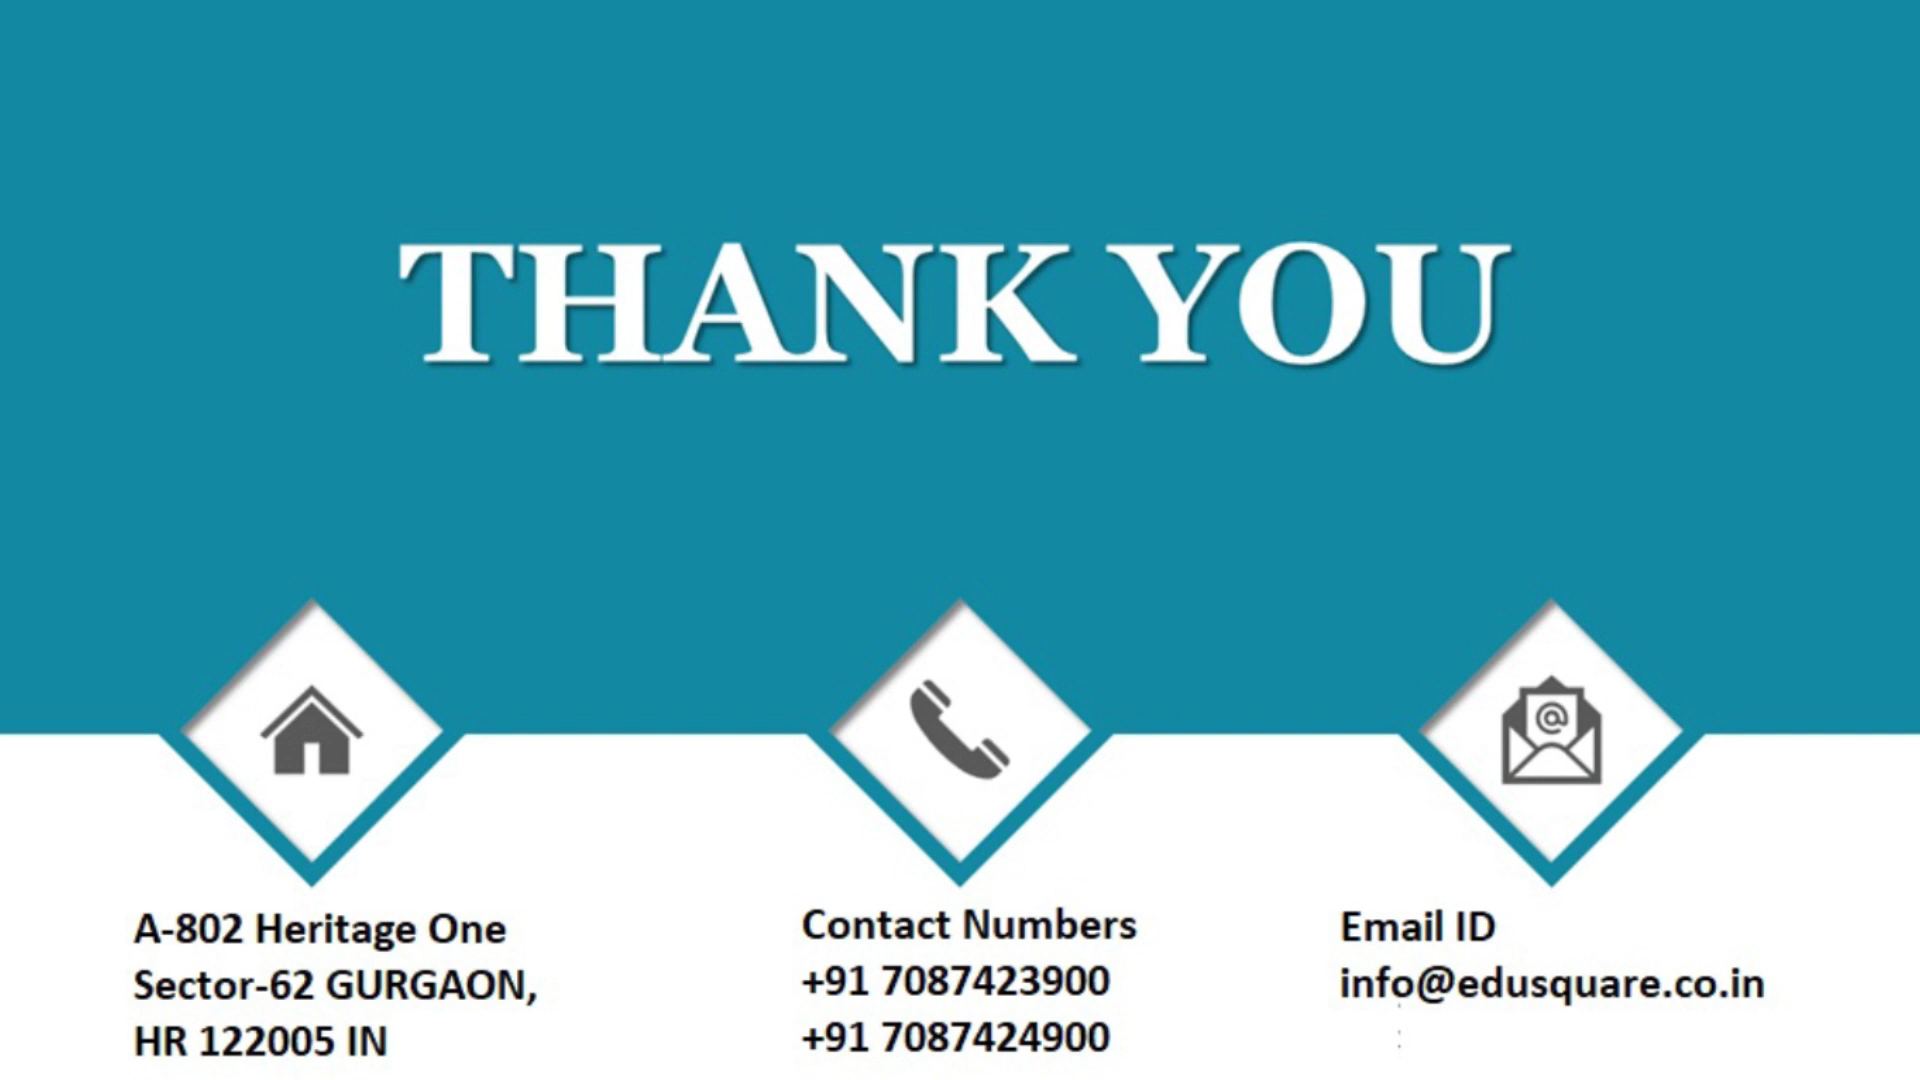 THANK YOU
A-802 Heritage One
Sector-62 GURGAON,
HR 122005 IN
Contact Numbers
+91 7087423900
+91 7087424900
Email ID
info@edusquare.co.in